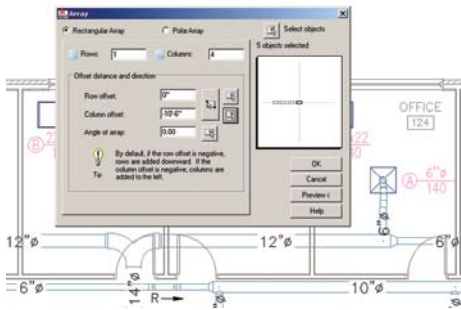 Array
Rectangular Array
Polar Array
Select objects
Rows:
1
Columns:
4
5 objects selected
Offset distance and direction
Row offset:
0"
Column offset:
-10'-6"
Angle of array:
0.00
Tip
By default, if the row offset is negative,
rows are added downward. If the
column offset is negative, columns are
added to the left.
OK
Cancel
Preview <
Help
OFFICE
124
B
22
A
6"ø
140
6"ø
12"ø
12"ø
6"ø
6"ø
14"ø
R
10"ø